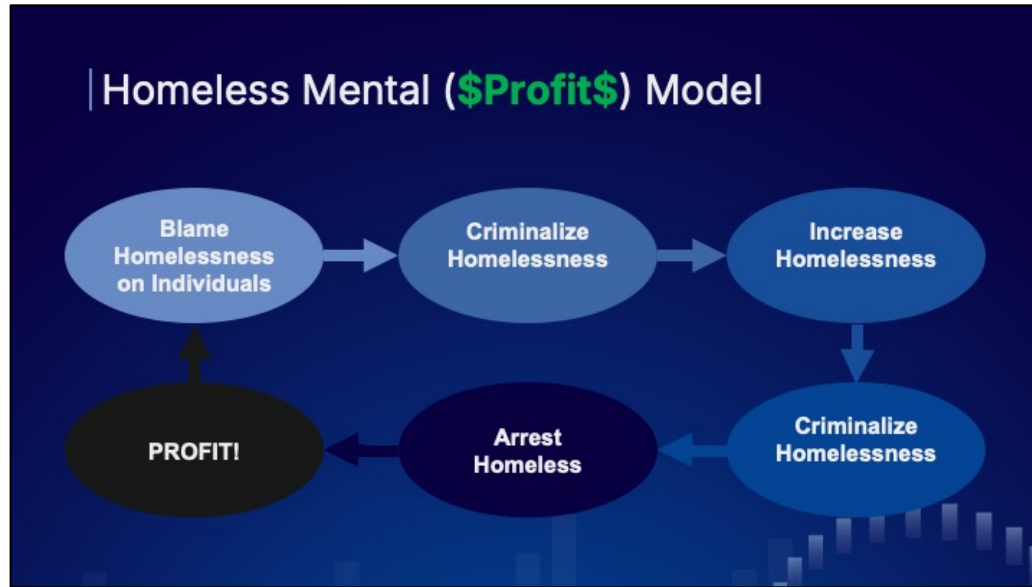 Homeless Mental ($Profit$) Model
Blame
Homelessness
on Individuals
Criminalize
Homelessness
Increase
Homelessness
Criminalize
Homelessness
Arrest
Homeless
PROFIT!